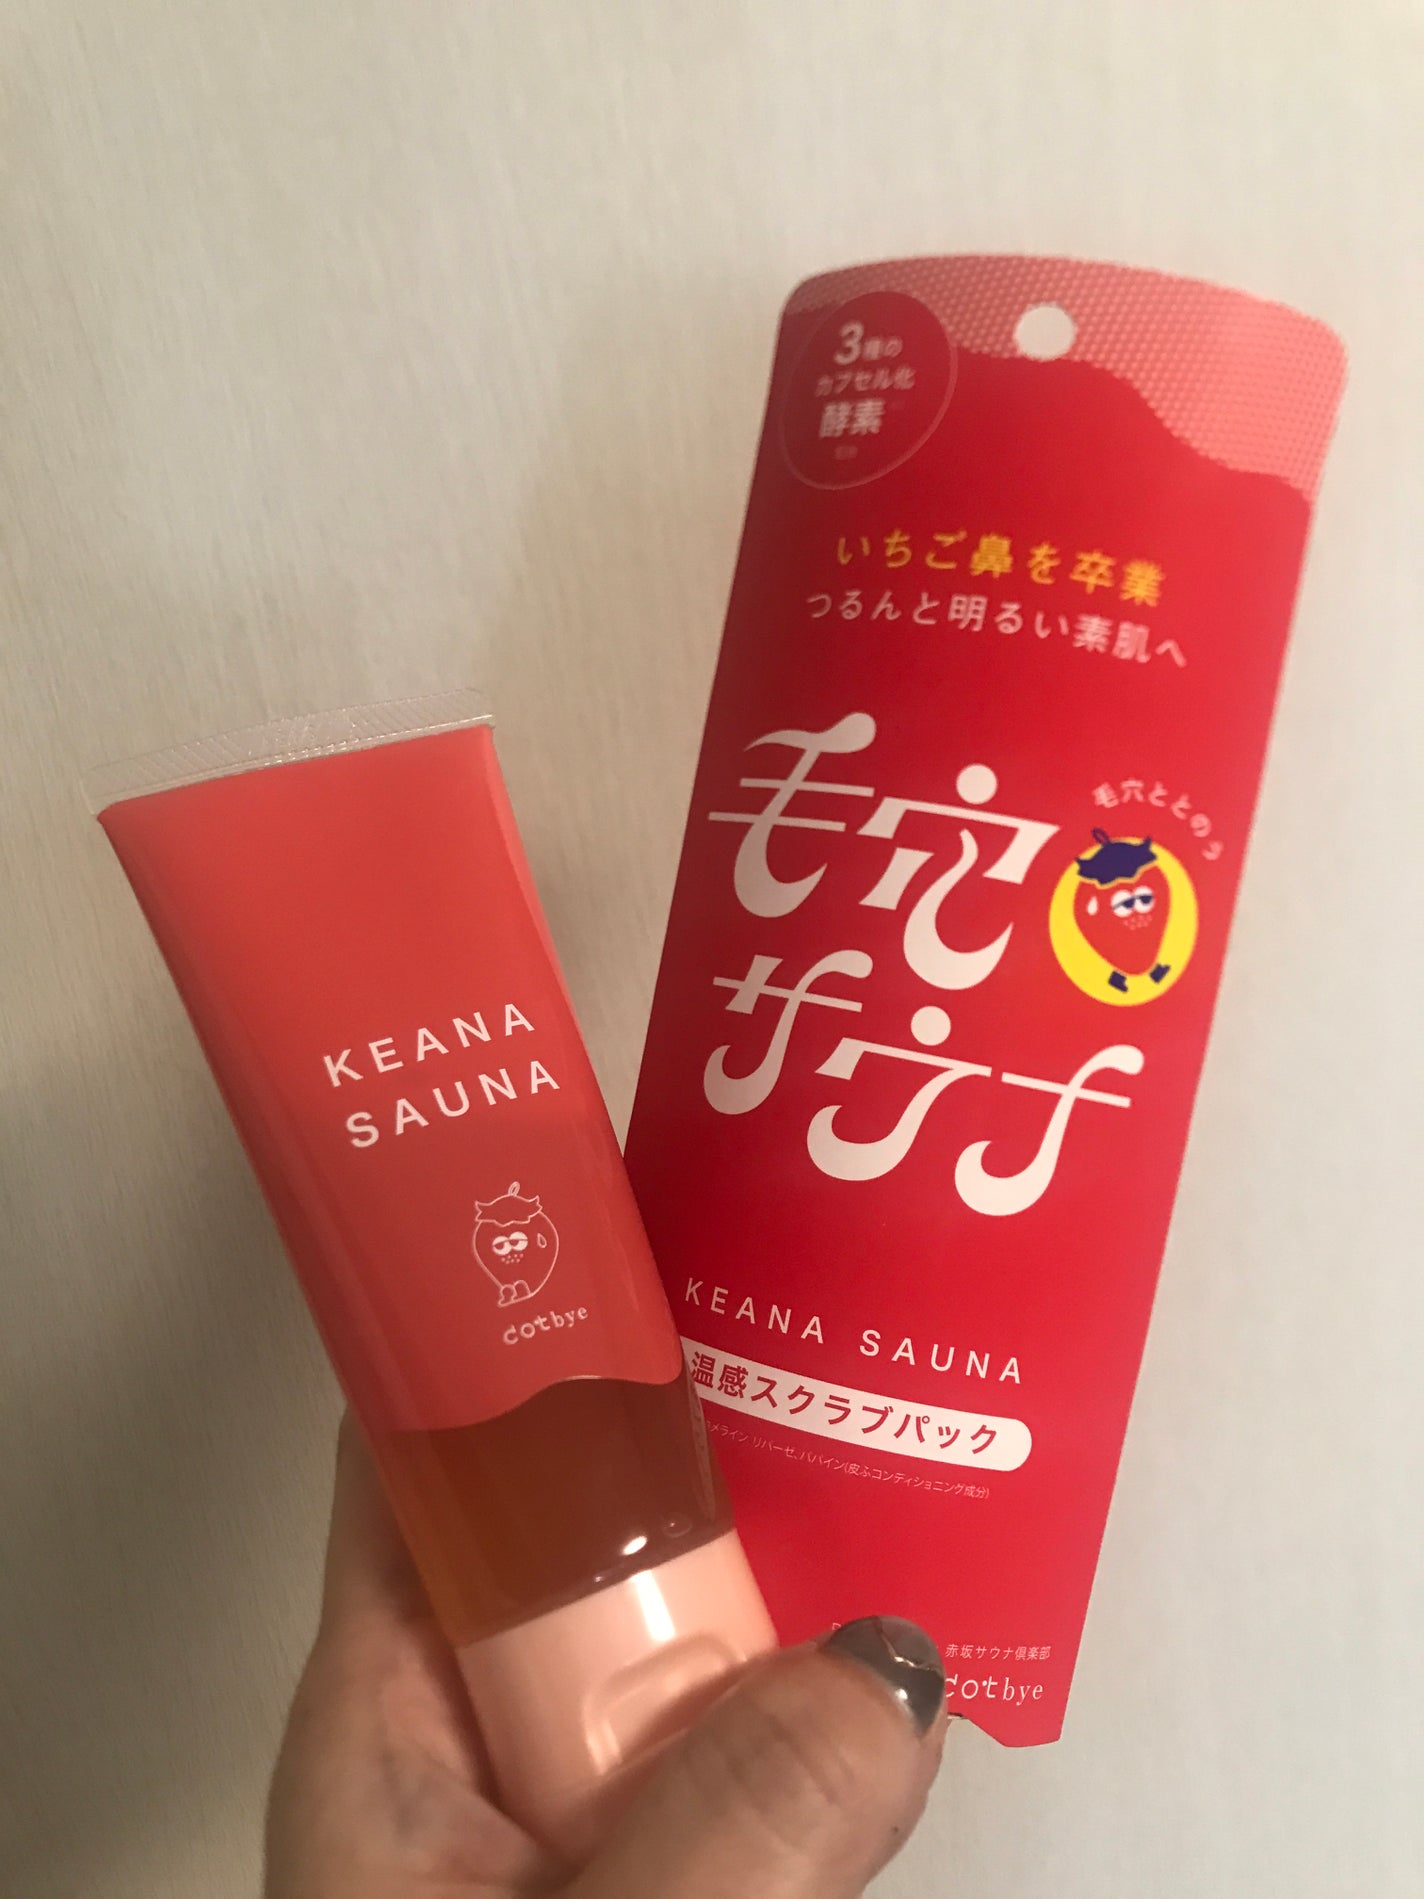 KEANA
SAUNA
cotbye
3種の
カプセル化
酵素
いちご鼻を卒業
つるんと明るい素肌へ
毛穴
サウナ
毛穴ととのう
KEANA SAUNA
温感スクラブパック
リパーゼ、パパイン(皮ふコンディショニング成分)
赤坂サウナ倶楽部
cotbye